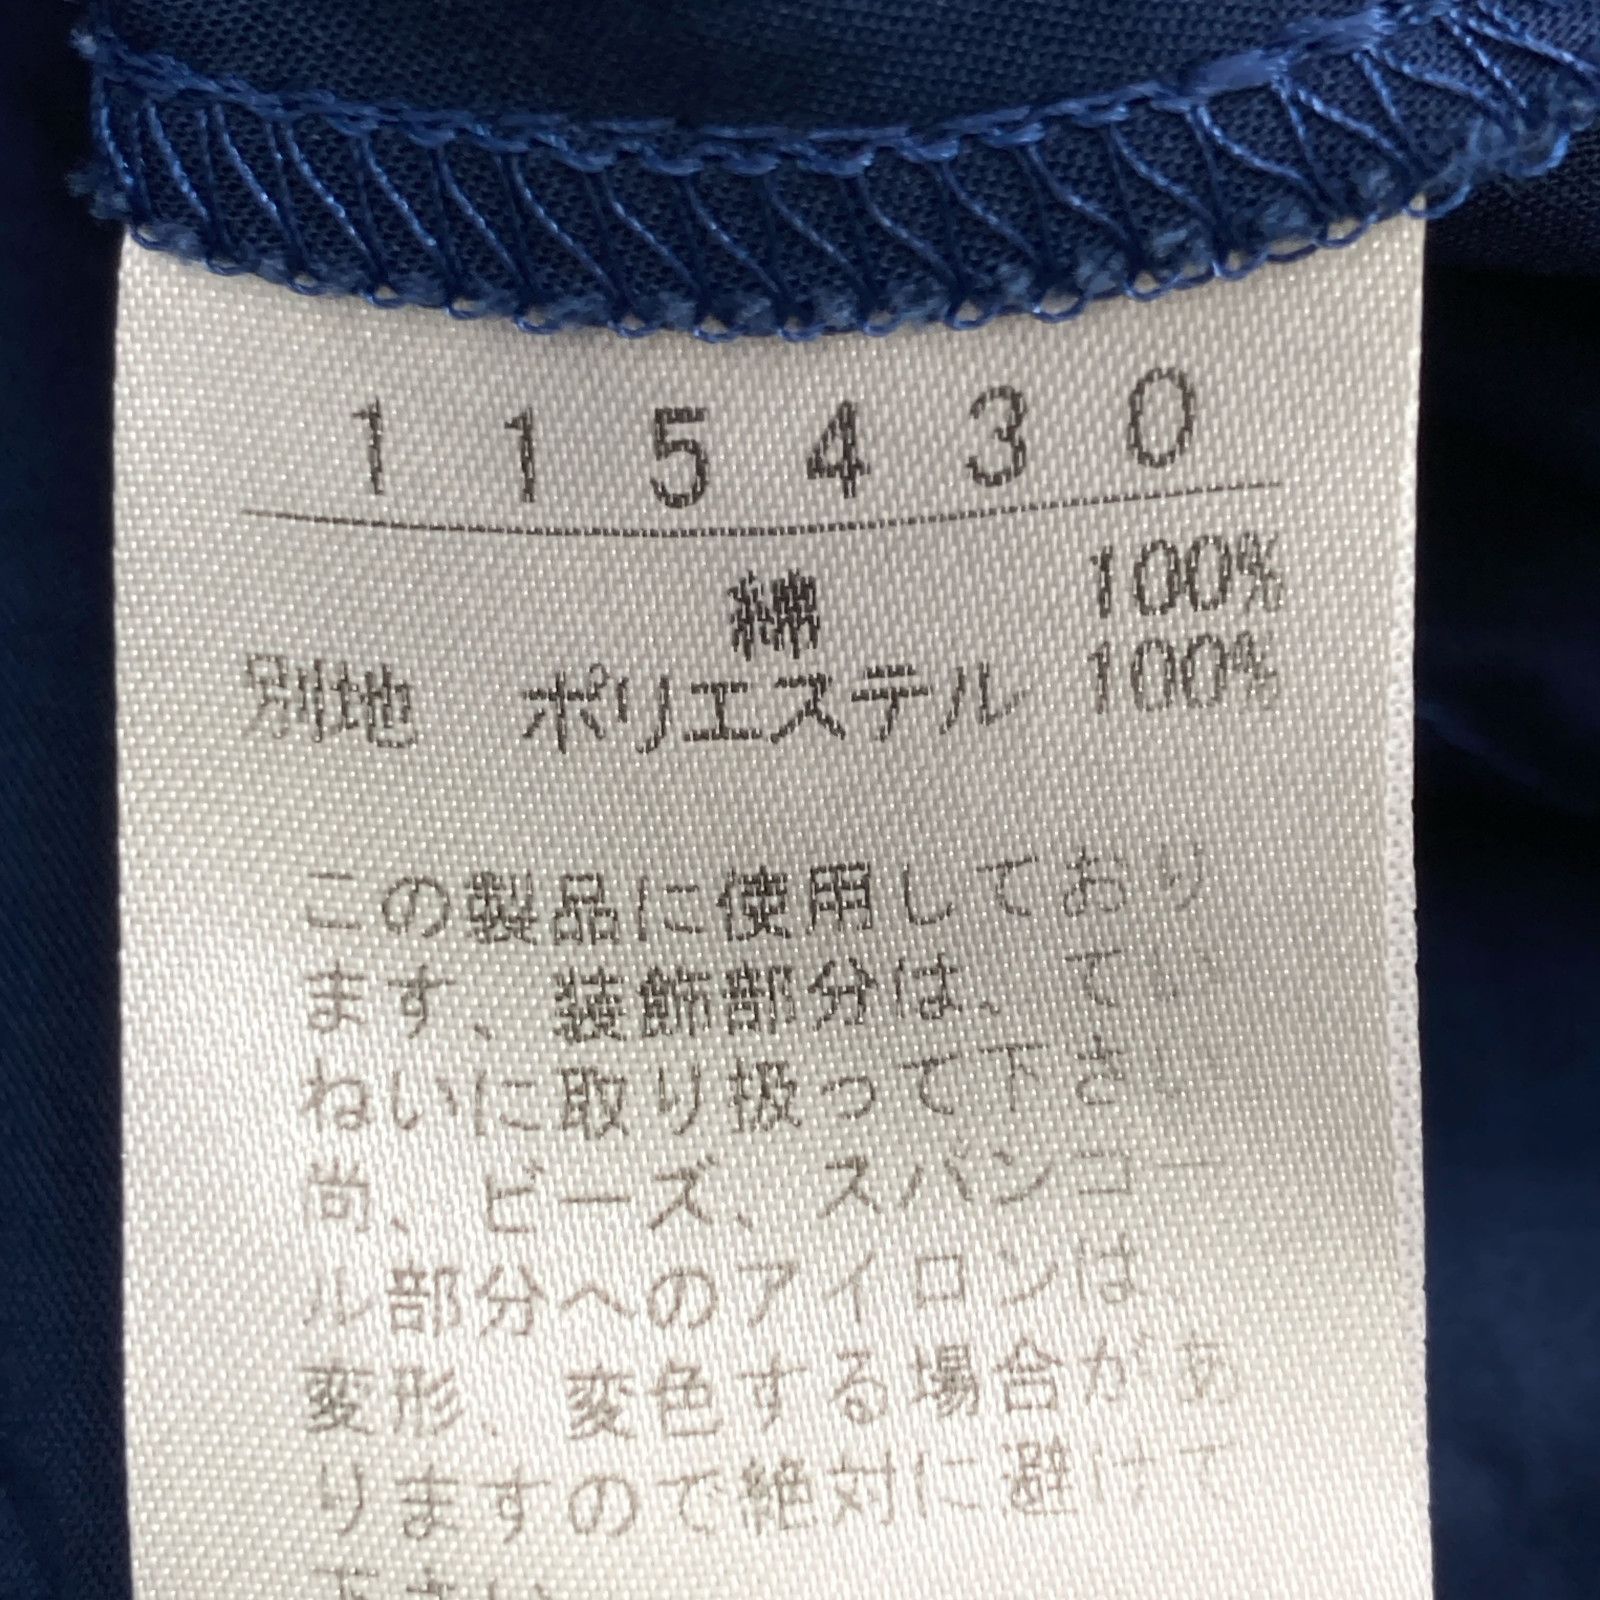 115430
綿 100%
別地 ポリエステル 100%
この製品に使用しており
ます、装飾部分は、て
ねいに取り扱って下さ
尚、ビーズ、スパンコー
ル部分へのアイロンは
変形、変色する場合があ
りますので絶対に避けて
下さい